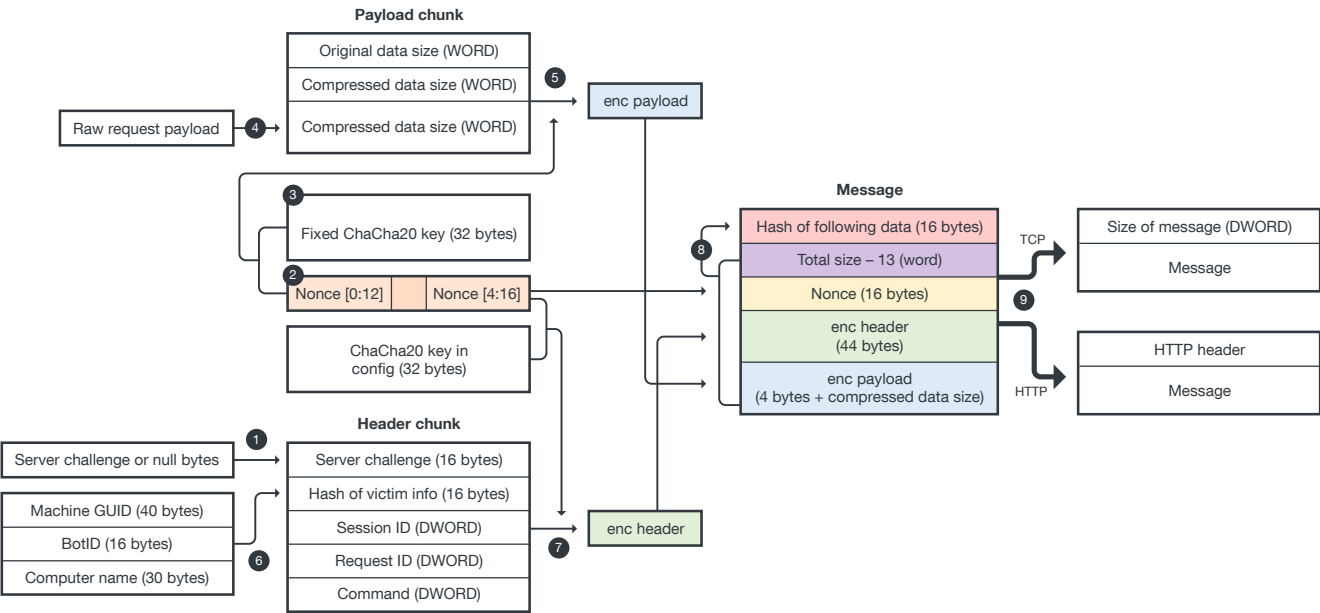 Payload chunk
Original data size (WORD)
Compressed data size (WORD)
Compressed data size (WORD)
5
enc payload
Raw request payload
4
3
Fixed ChaCha20 key (32 bytes)
2
Nonce [0:12]
Nonce [4:16]
ChaCha20 key in
config (32 bytes)
Header chunk
Server challenge or null bytes
1
Server challenge (16 bytes)
Hash of victim info (16 bytes)
Session ID (DWORD)
Request ID (DWORD)
Command (DWORD)
Machine GUID (40 bytes)
BotID (16 bytes)
Computer name (30 bytes)
6
7
enc header
Message
8
Hash of following data (16 bytes)
Total size – 13 (word)
Nonce (16 bytes)
enc header
(44 bytes)
enc payload
(4 bytes + compressed data size)
TCP
9
HTTP
Size of message (DWORD)
Message
HTTP header
Message